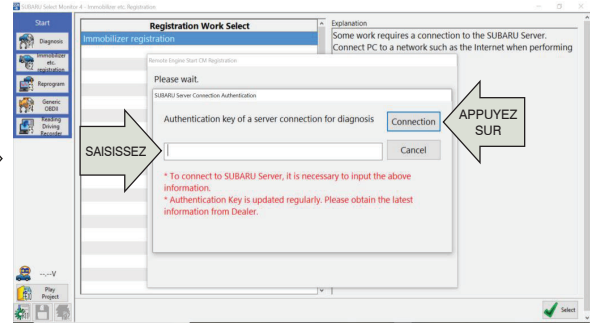 SUBARU Select Monitor 4 - Immobilizer etc. Registration
Start
Diagnosis
Immobilizer
etc.
registration
Reprogram
Generic
OBDII
Reading
Driving
Recorder
--.--V
Play
Project
Registration Work Select
Immobilizer registration
Explanation
Some work requires a connection to the SUBARU Server.
Connect PC to a network such as the Internet when performing
Remote Engine Start CM Registration
Please wait.
SUBARU Server Connection Authentication
Authentication key of a server connection for diagnosis
Connection
Cancel
* To connect to SUBARU Server, it is necessary to input the above
information.
* Authentication Key is updated regularly. Please obtain the latest
information from Dealer.
SAISISSEZ
APPUYEZ
SUR
Select
»